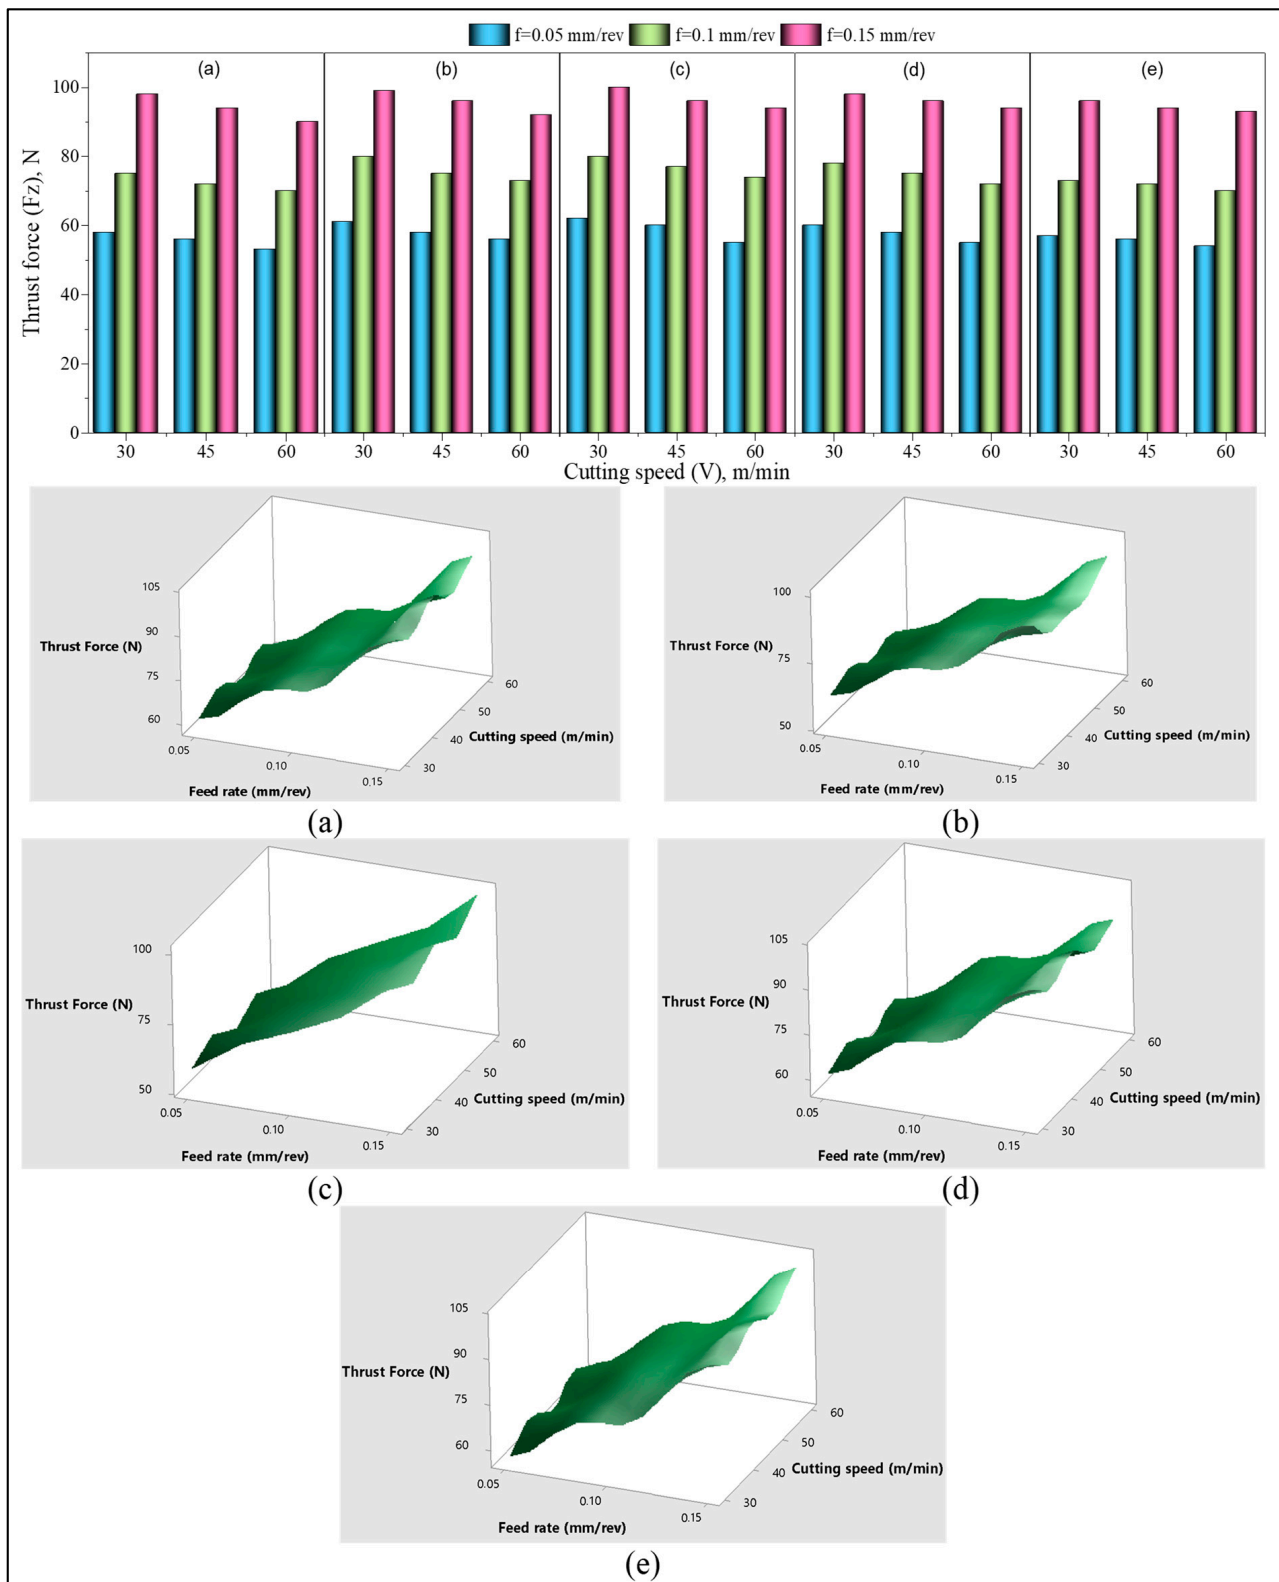 f=0.05 mm/rev f=0.1 mm/rev f=0.15 mm/rev
(a) (b) (c) (d) (e)
Thrust force (Fz), N
100
80
60
40
20
0
30 45 60 30 45 60 30 45 60 30 45 60 30 45 60
Cutting speed (V), m/min
105
90
75
60
Thrust Force (N)
0.05 0.10 0.15
Feed rate (mm/rev)
60
50
40
30
Cutting speed (m/min)
(a)
100
75
50
Thrust Force (N)
0.05 0.10 0.15
Feed rate (mm/rev)
60
50
40
30
Cutting speed (m/min)
(b)
100
75
50
Thrust Force (N)
0.05 0.10 0.15
Feed rate (mm/rev)
60
50
40
30
Cutting speed (m/min)
(c)
105
90
75
60
Thrust Force (N)
0.05 0.10 0.15
Feed rate (mm/rev)
60
50
40
30
Cutting speed (m/min)
(d)
105
90
75
60
Thrust Force (N)
0.05 0.10 0.15
Feed rate (mm/rev)
60
50
40
30
Cutting speed (m/min)
(e)